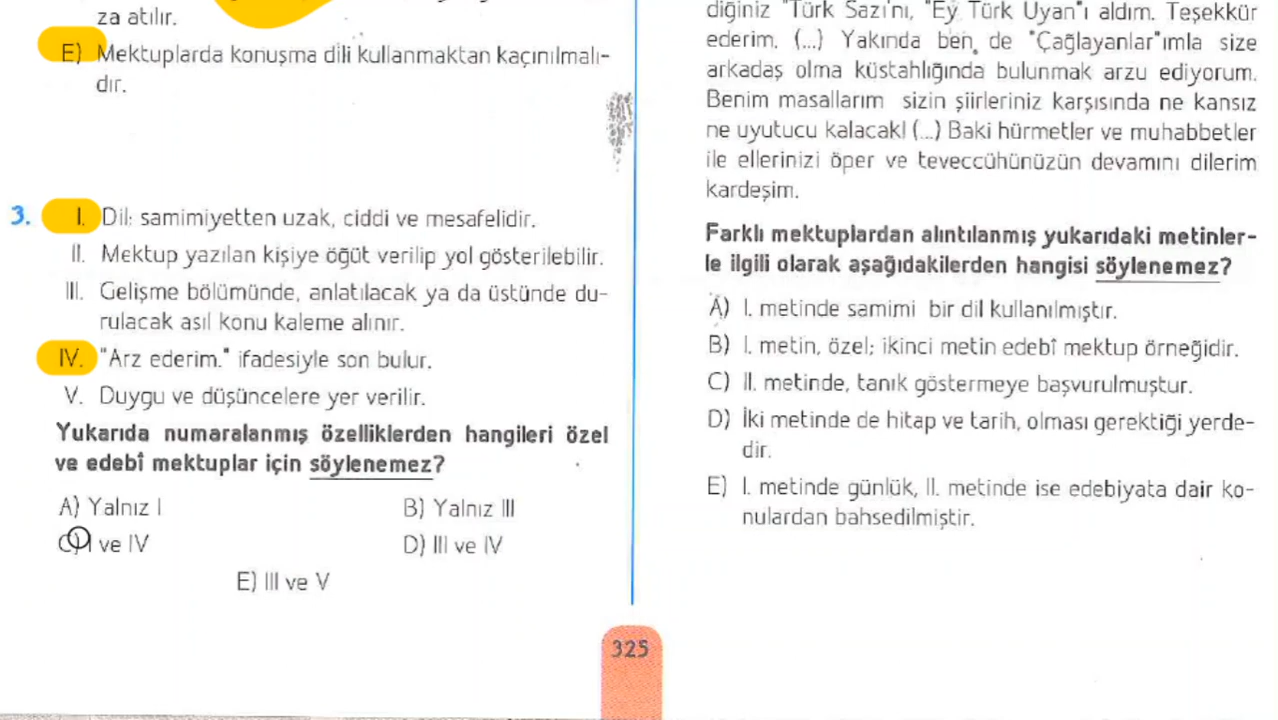 za atılır.
E) Mektuplarda konuşma dili kullanmaktan kaçınılmalı-
dır.
3. I. Dil; samimiyetten uzak, ciddi ve mesafelidir.
II. Mektup yazılan kişiye öğüt verilip yol gösterilebilir.
III. Gelişme bölümünde, anlatılacak ya da üstünde du-
rulacak asıl konu kaleme alınır.
IV. "Arz ederim." ifadesiyle son bulur.
V. Duygu ve düşüncelere yer verilir.
Yukarıda numaralanmış özelliklerden hangileri özel
ve edebî mektuplar için söylenemez?
A) Yalnız I
B) Yalnız III
C) I ve IV
D) III ve IV
E) III ve V
diğiniz "Türk Sazı'nı, "Ey Türk Uyan"ı aldım. Teşekkür
ederim. (...) Yakında ben de "Çağlayanlar"ımla size
arkadaş olma küstahlığında bulunmak arzu ediyorum.
Benim masallarım sizin şiirleriniz karşısında ne kansız
ne uyutucu kalacak! (...) Baki hürmetler ve muhabbetler
ile ellerinizi öper ve teveccühünüzün devamını dilerim
kardeşim.
Farklı mektuplardan alıntılanmış yukarıdaki metinler-
le ilgili olarak aşağıdakilerden hangisi söylenemez?
A) I. metinde samimi bir dil kullanılmıştır.
B) I. metin, özel; ikinci metin edebî mektup örneğidir.
C) II. metinde, tanık göstermeye başvurulmuştur.
D) İki metinde de hitap ve tarih, olması gerektiği yerde-
dir.
E) I. metinde günlük, II. metinde ise edebiyata dair ko-
nulardan bahsedilmiştir.
325